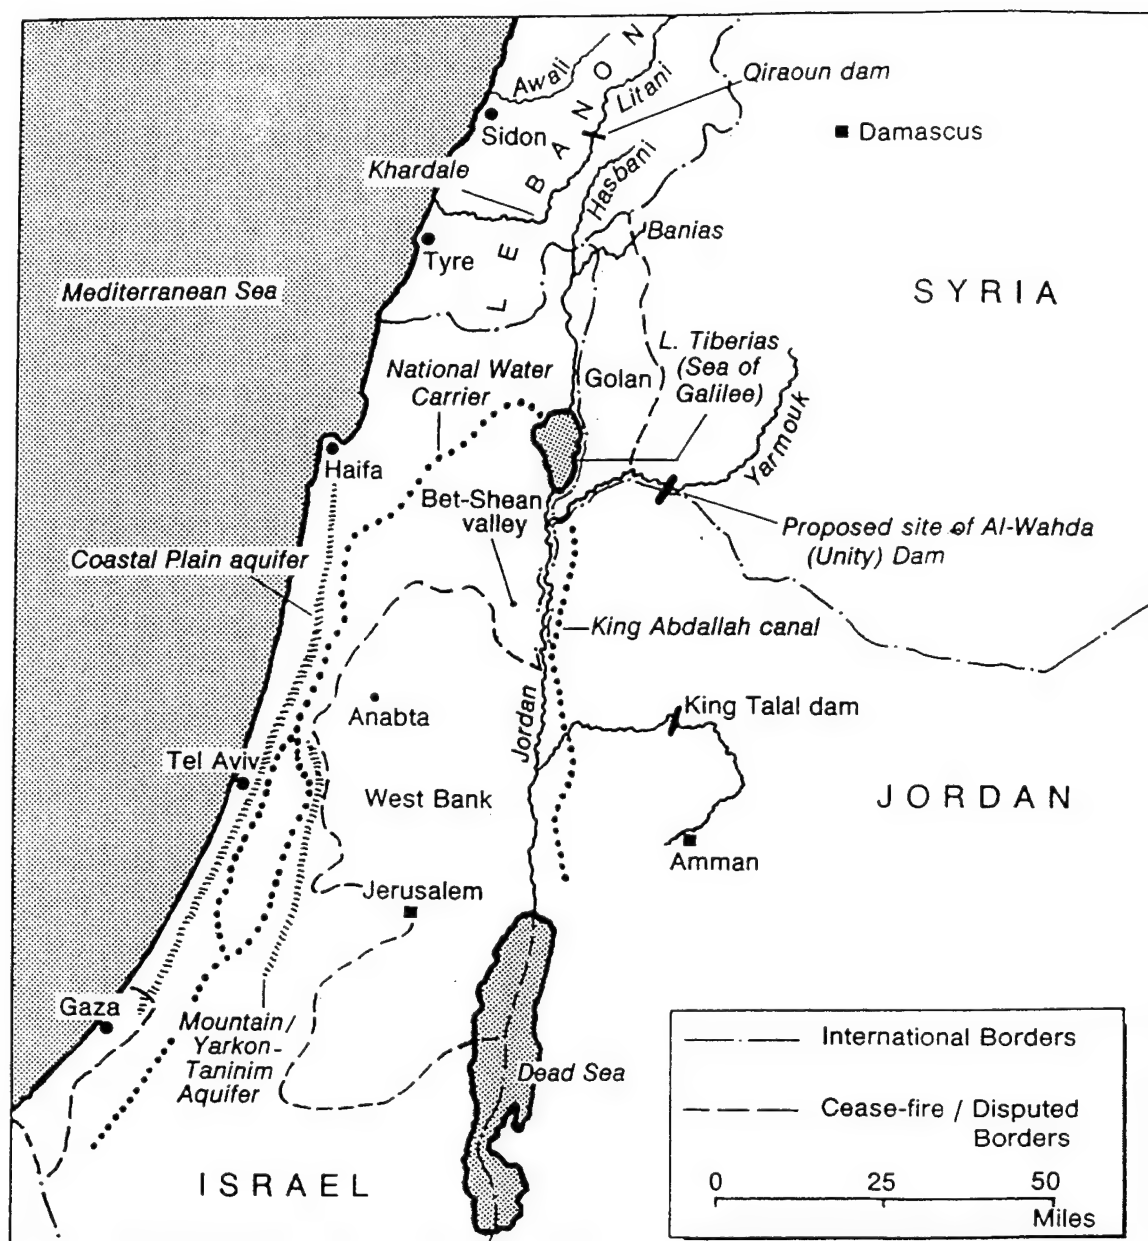 Awali
LEBANON
Litani
Qiraoun dam
Sidon
Damascus
Khardale
Hasbani
Banias
Tyre
Mediterranean Sea
SYRIA
L. Tiberias
(Sea of
Galilee)
National Water
Carrier
Golan
Yarmouk
Haifa
Bet-Shean
valley
Proposed site of Al-Wahda
(Unity) Dam
Coastal Plain aquifer
King Abdallah canal
Jordan
Anabta
King Talal dam
Tel Aviv
West Bank
JORDAN
Amman
Jerusalem
Gaza
Mountain/
Yarkon-
Taninim
Aquifer
Dead Sea
ISRAEL
International Borders
Cease-fire / Disputed
Borders
0 25 50
Miles